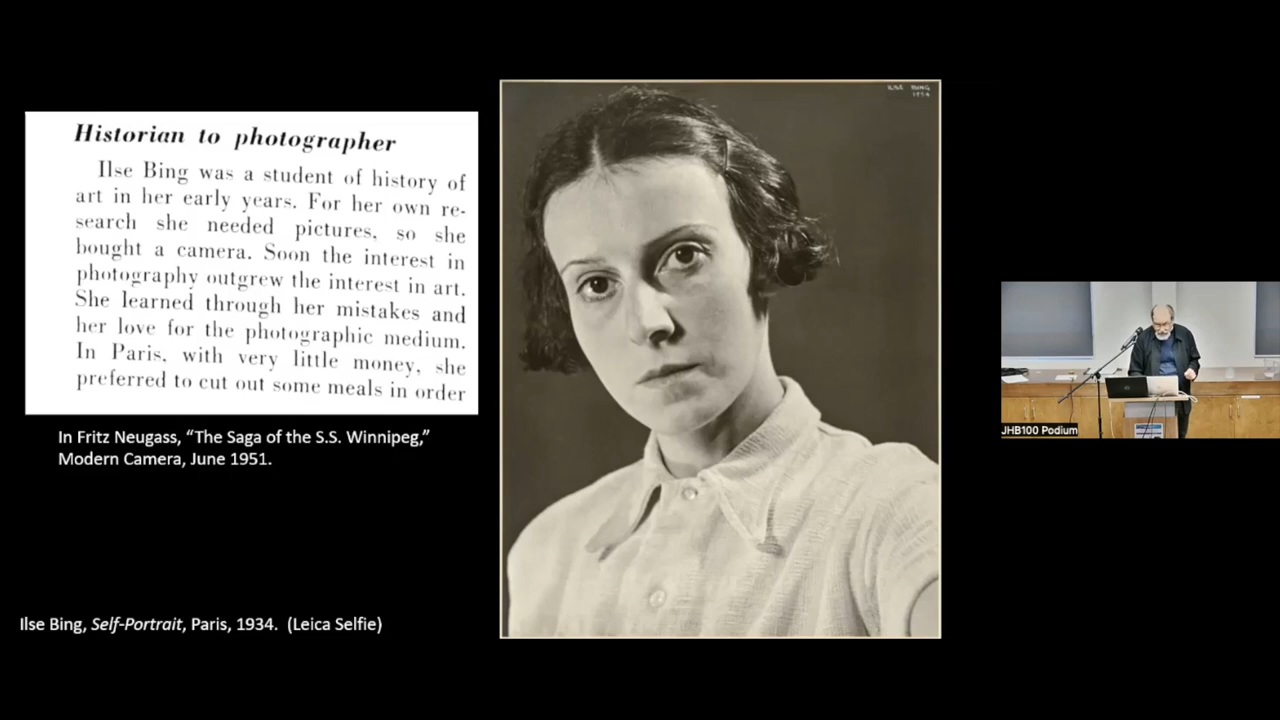 Historian to photographer
Ilse Bing was a student of history of
art in her early years. For her own re-
search she needed pictures, so she
bought a camera. Soon the interest in
photography outgrew the interest in art.
She learned through her mistakes and
her love for the photographic medium.
In Paris, with very little money, she
preferred to cut out some meals in order
In Fritz Neugass, “The Saga of the S.S. Winnipeg,”
Modern Camera, June 1951.
Ilse Bing, Self-Portrait, Paris, 1934.  (Leica Selfie)
ILSE BING
1934
JHB100 Podium